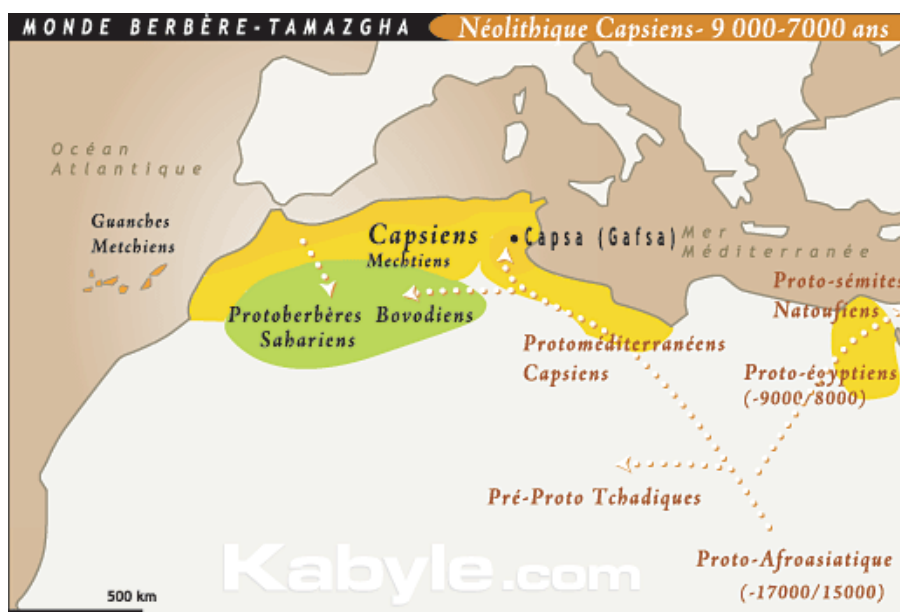 MONDE BERBÈRE-TAMAZGHA
Néolithique Capsiens- 9 000-7000 ans
Océan
Atlantique
Guanches
Metchiens
Capsiens
Mechtiens
Capsa (Gafsa)
Mer
Méditerranée
Proto-sémites
Natoufiens
Protoberbères
Sahariens
Bovodiens
Protoméditerranéens
Capsiens
Proto-égyptiens
(-9000/8000)
Pré-Proto Tchadiques
Proto-Afroasiatique
(-17000/15000)
Kabyle.com
500 km